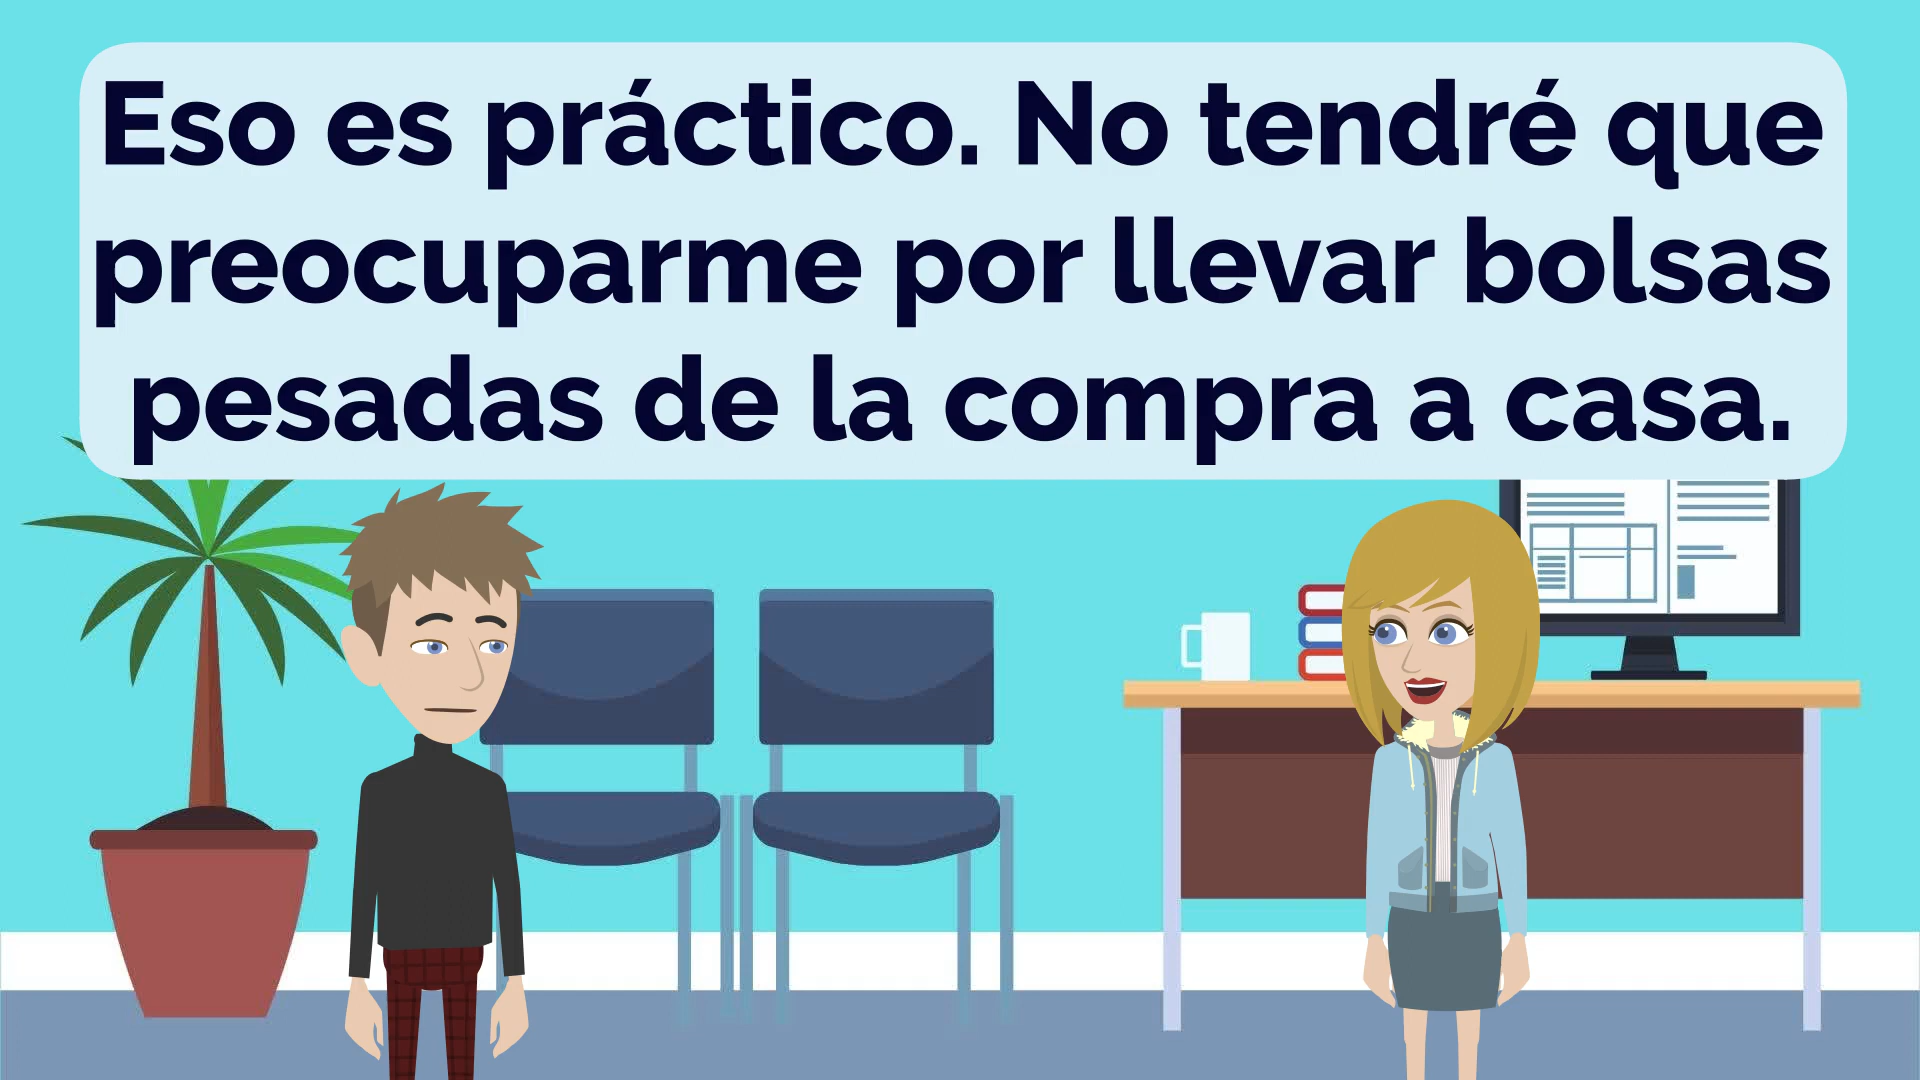 Eso es práctico. No tendré que
preocuparme por llevar bolsas
pesadas de la compra a casa.